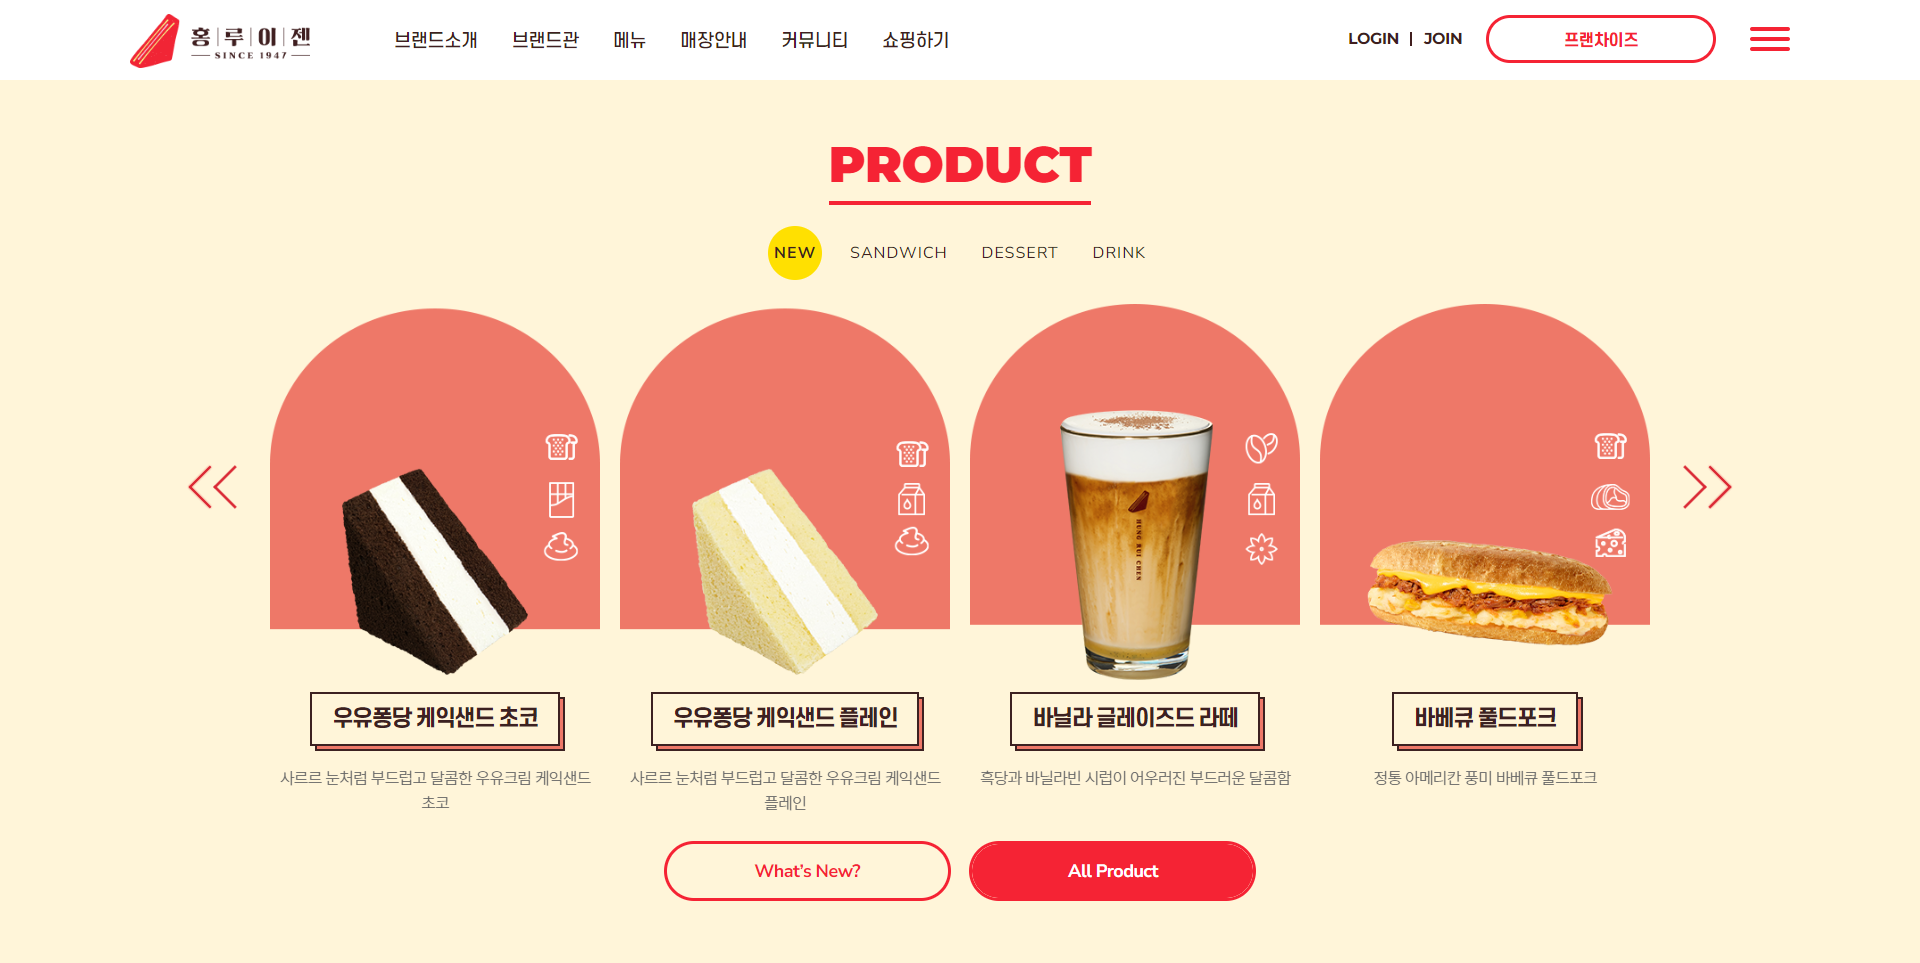 홍루이젠
SINCE 1947
브랜드소개 브랜드관 메뉴 매장안내 커뮤니티 쇼핑하기
LOGIN | JOIN
프랜차이즈
PRODUCT
NEW SANDWICH DESSERT DRINK
HUNG RUI CHEN
우유퐁당 케익샌드 초코
사르르 눈처럼 부드럽고 달콤한 우유크림 케익샌드
초코
우유퐁당 케익샌드 플레인
사르르 눈처럼 부드럽고 달콤한 우유크림 케익샌드
플레인
바닐라 글레이즈드 라떼
흑당과 바닐라빈 시럽이 어우러진 부드러운 달콤함
바베큐 풀드포크
정통 아메리칸 풍미 바베큐 풀드포크
What's New?
All Product